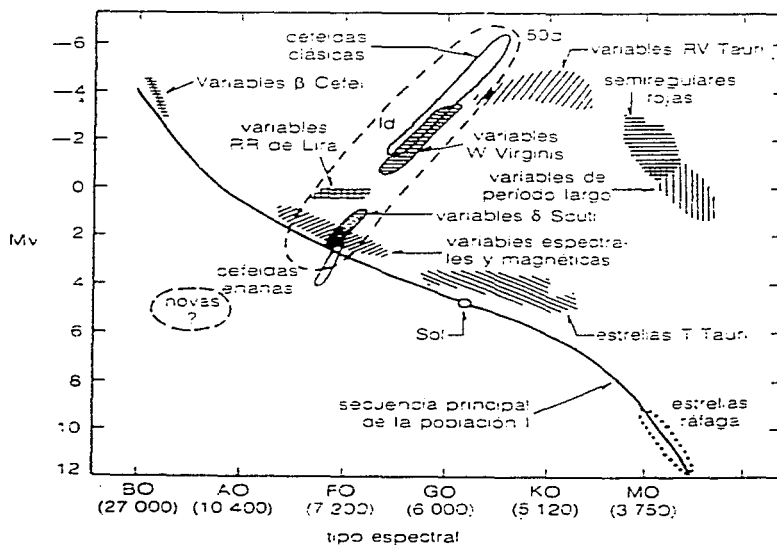 −6
−4
−2
0
2
4
6
8
10
12
Mv
cefeidas
clásicas
50d
1d
variables RV Tauri
semiregulares
rojas
Variables β Cefei
variables
RR de Lira
variables
W Virginis
variables de
período largo
variables δ Scuti
variables espectra-
les y magnéticas
cefeidas
enanas
novas
?
Sol
estrellas T Tauri
secuencia principal
de la población I
estrellas
ráfaga
BO AO FO GO KO MO
(27 000) (10 400) (7 200) (6 000) (5 120) (3 750)
tipo espectral